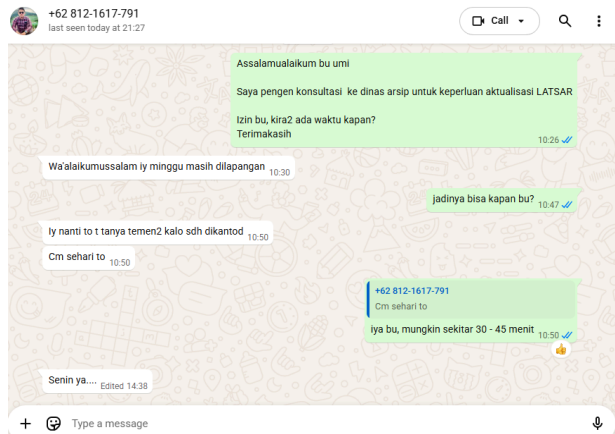 +62 812-1617-791
last seen today at 21:27
Call
Assalamualaikum bu umi
Saya pengen konsultasi ke dinas arsip untuk keperluan aktualisasi LATSAR
Izin bu, kira2 ada waktu kapan?
Terimakasih
10:26
Wa'alaikumussalam iy minggu masih dilapangan 10:30
jadinya bisa kapan bu? 10:47
Iy nanti to t tanya temen2 kalo sdh dikantod 10:50
Cm sehari to 10:50
+62 812-1617-791
Cm sehari to
iya bu, mungkin sekitar 30 - 45 menit 10:50
Senin ya.... Edited 14:38
Type a message